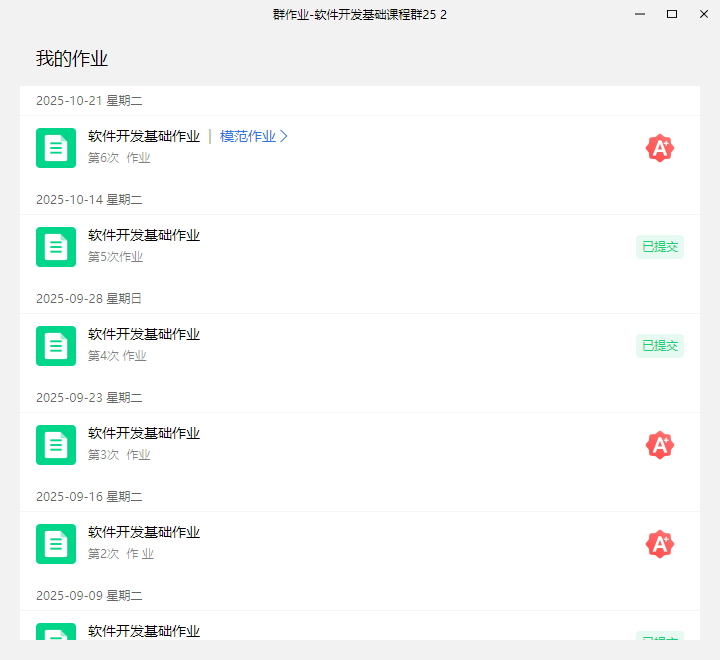 群作业-软件开发基础课程群25 2
我的作业
2025-10-21 星期二
软件开发基础作业 | 模范作业 >
第6次 作业
A+
2025-10-14 星期二
软件开发基础作业
第5次作业
已提交
2025-09-28 星期日
软件开发基础作业
第4次 作业
已提交
2025-09-23 星期二
软件开发基础作业
第3次 作业
A+
2025-09-16 星期二
软件开发基础作业
第2次 作 业
A+
2025-09-09 星期二
软件开发基础作业